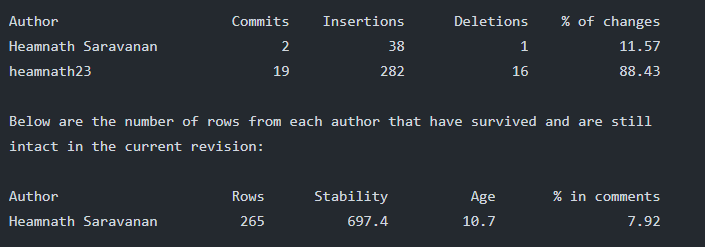 Author Commits Insertions Deletions % of changes
Heamnath Saravanan 2 38 1 11.57
heamnath23 19 282 16 88.43
Below are the number of rows from each author that have survived and are still
intact in the current revision:
Author Rows Stability Age % in comments
Heamnath Saravanan 265 697.4 10.7 7.92